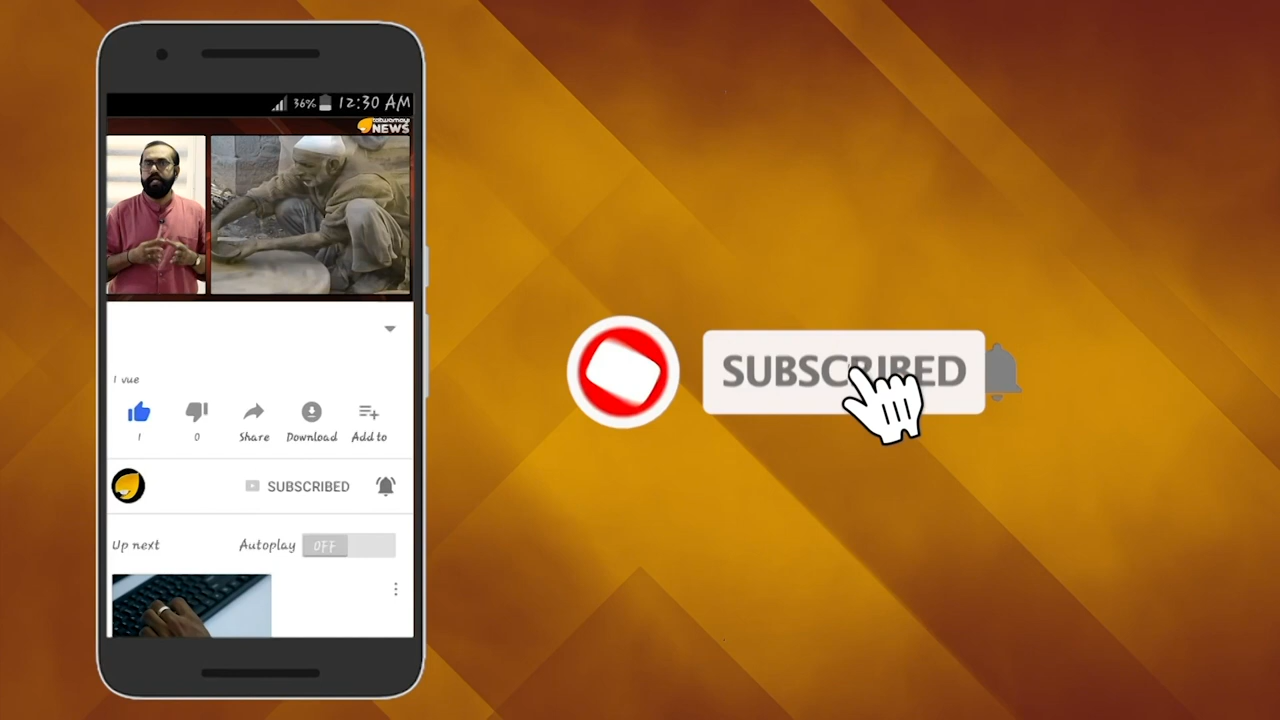 36% 12:30 AM
tatwamayi
NEWS
1 vue
1
0
Share
Download
Add to
SUBSCRIBED
Up next
Autoplay
OFF
SUBSCRIBED